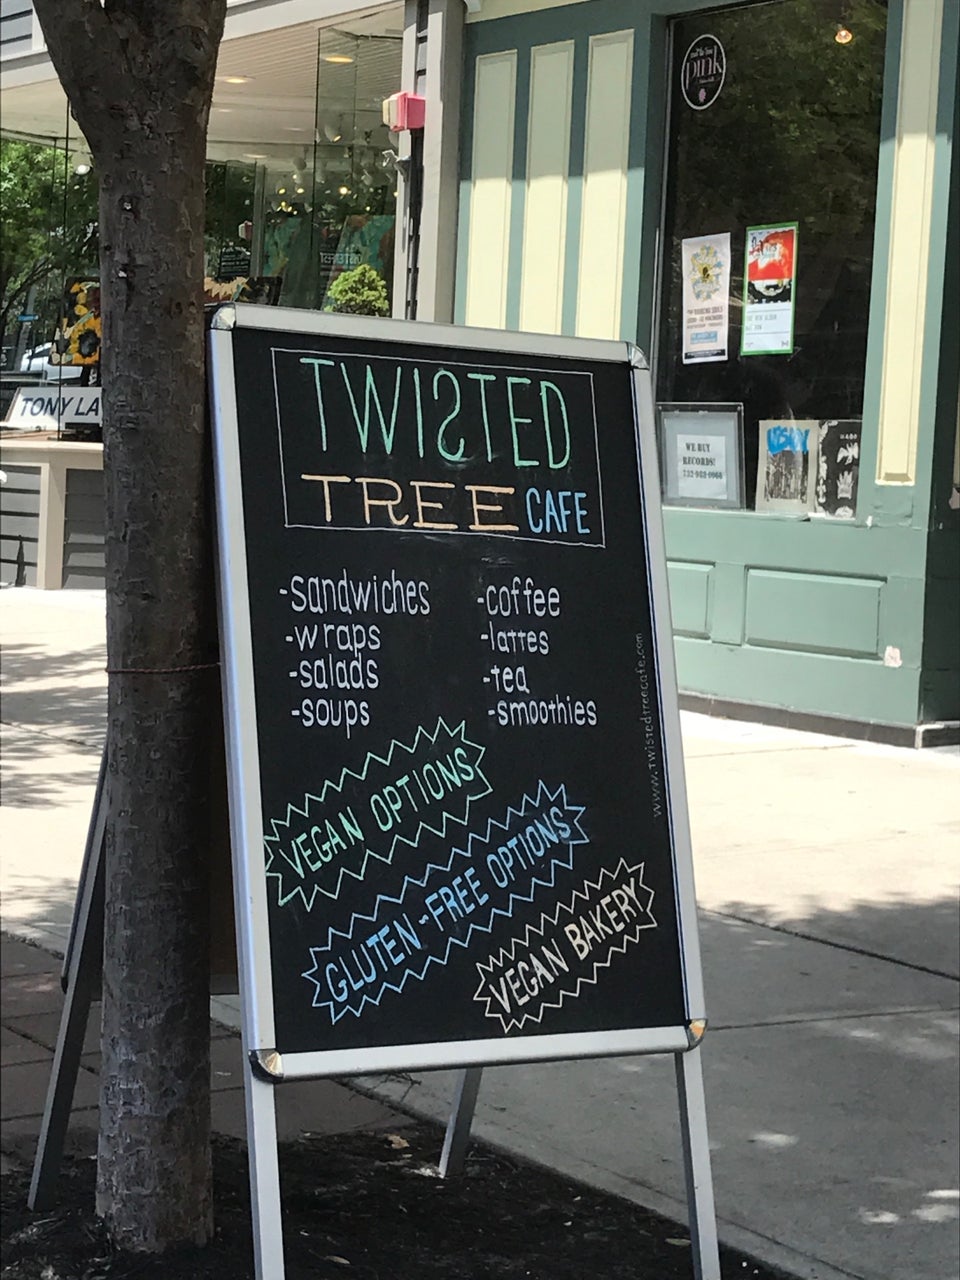 TWISTED
TREE CAFE
-sandwiches
-wraps
-salads
-soups
-coffee
-lattes
-tea
-smoothies
www.twistedtreecafe.com
VEGAN OPTIONS
GLUTEN-FREE OPTIONS
VEGAN BAKERY
TONY LA
pink
WE BUY
RECORDS!